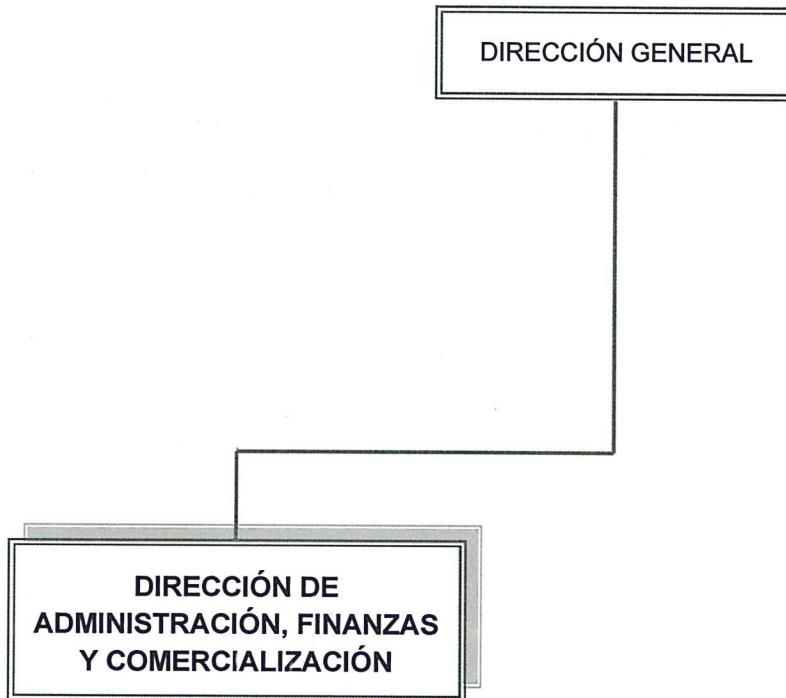 DIRECCIÓN GENERAL
DIRECCIÓN DE
ADMINISTRACIÓN, FINANZAS
Y COMERCIALIZACIÓN